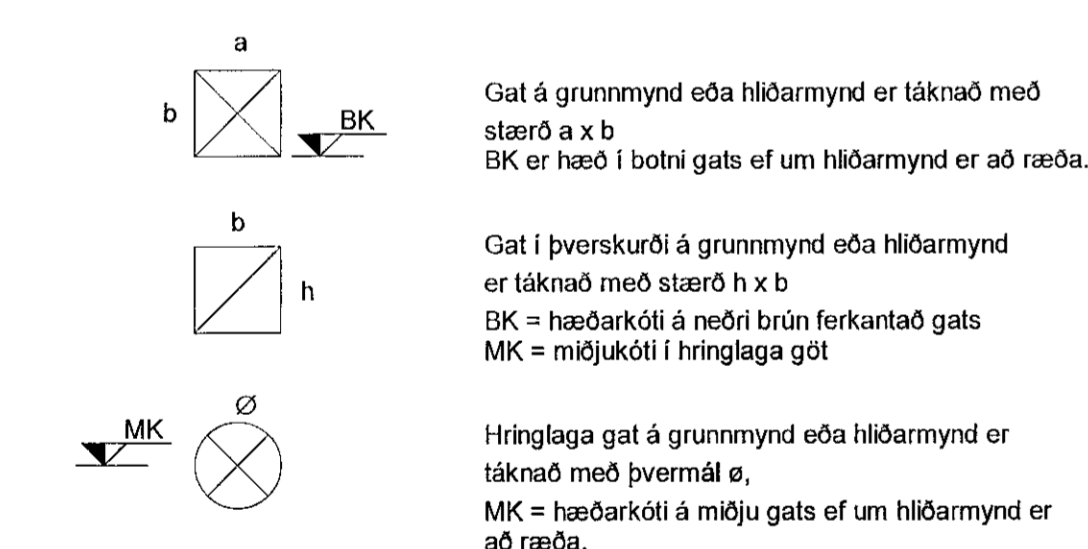 a
b
BK
Gat á grunnmynd eða hliðarmynd er táknað með
stærð a x b
BK er hæð í botni gats ef um hliðarmynd er að ræða.
b
h
Gat í þverskurði á grunnmynd eða hliðarmynd
er táknað með stærð h x b
BK = hæðarkóti á neðri brún ferkantað gats
MK = miðjukóti í hringlaga göt
MK
Ø
Hringlaga gat á grunnmynd eða hliðarmynd er
táknað með þvermál ø,
MK = hæðarkóti á miðju gats ef um hliðarmynd er
að ræða.